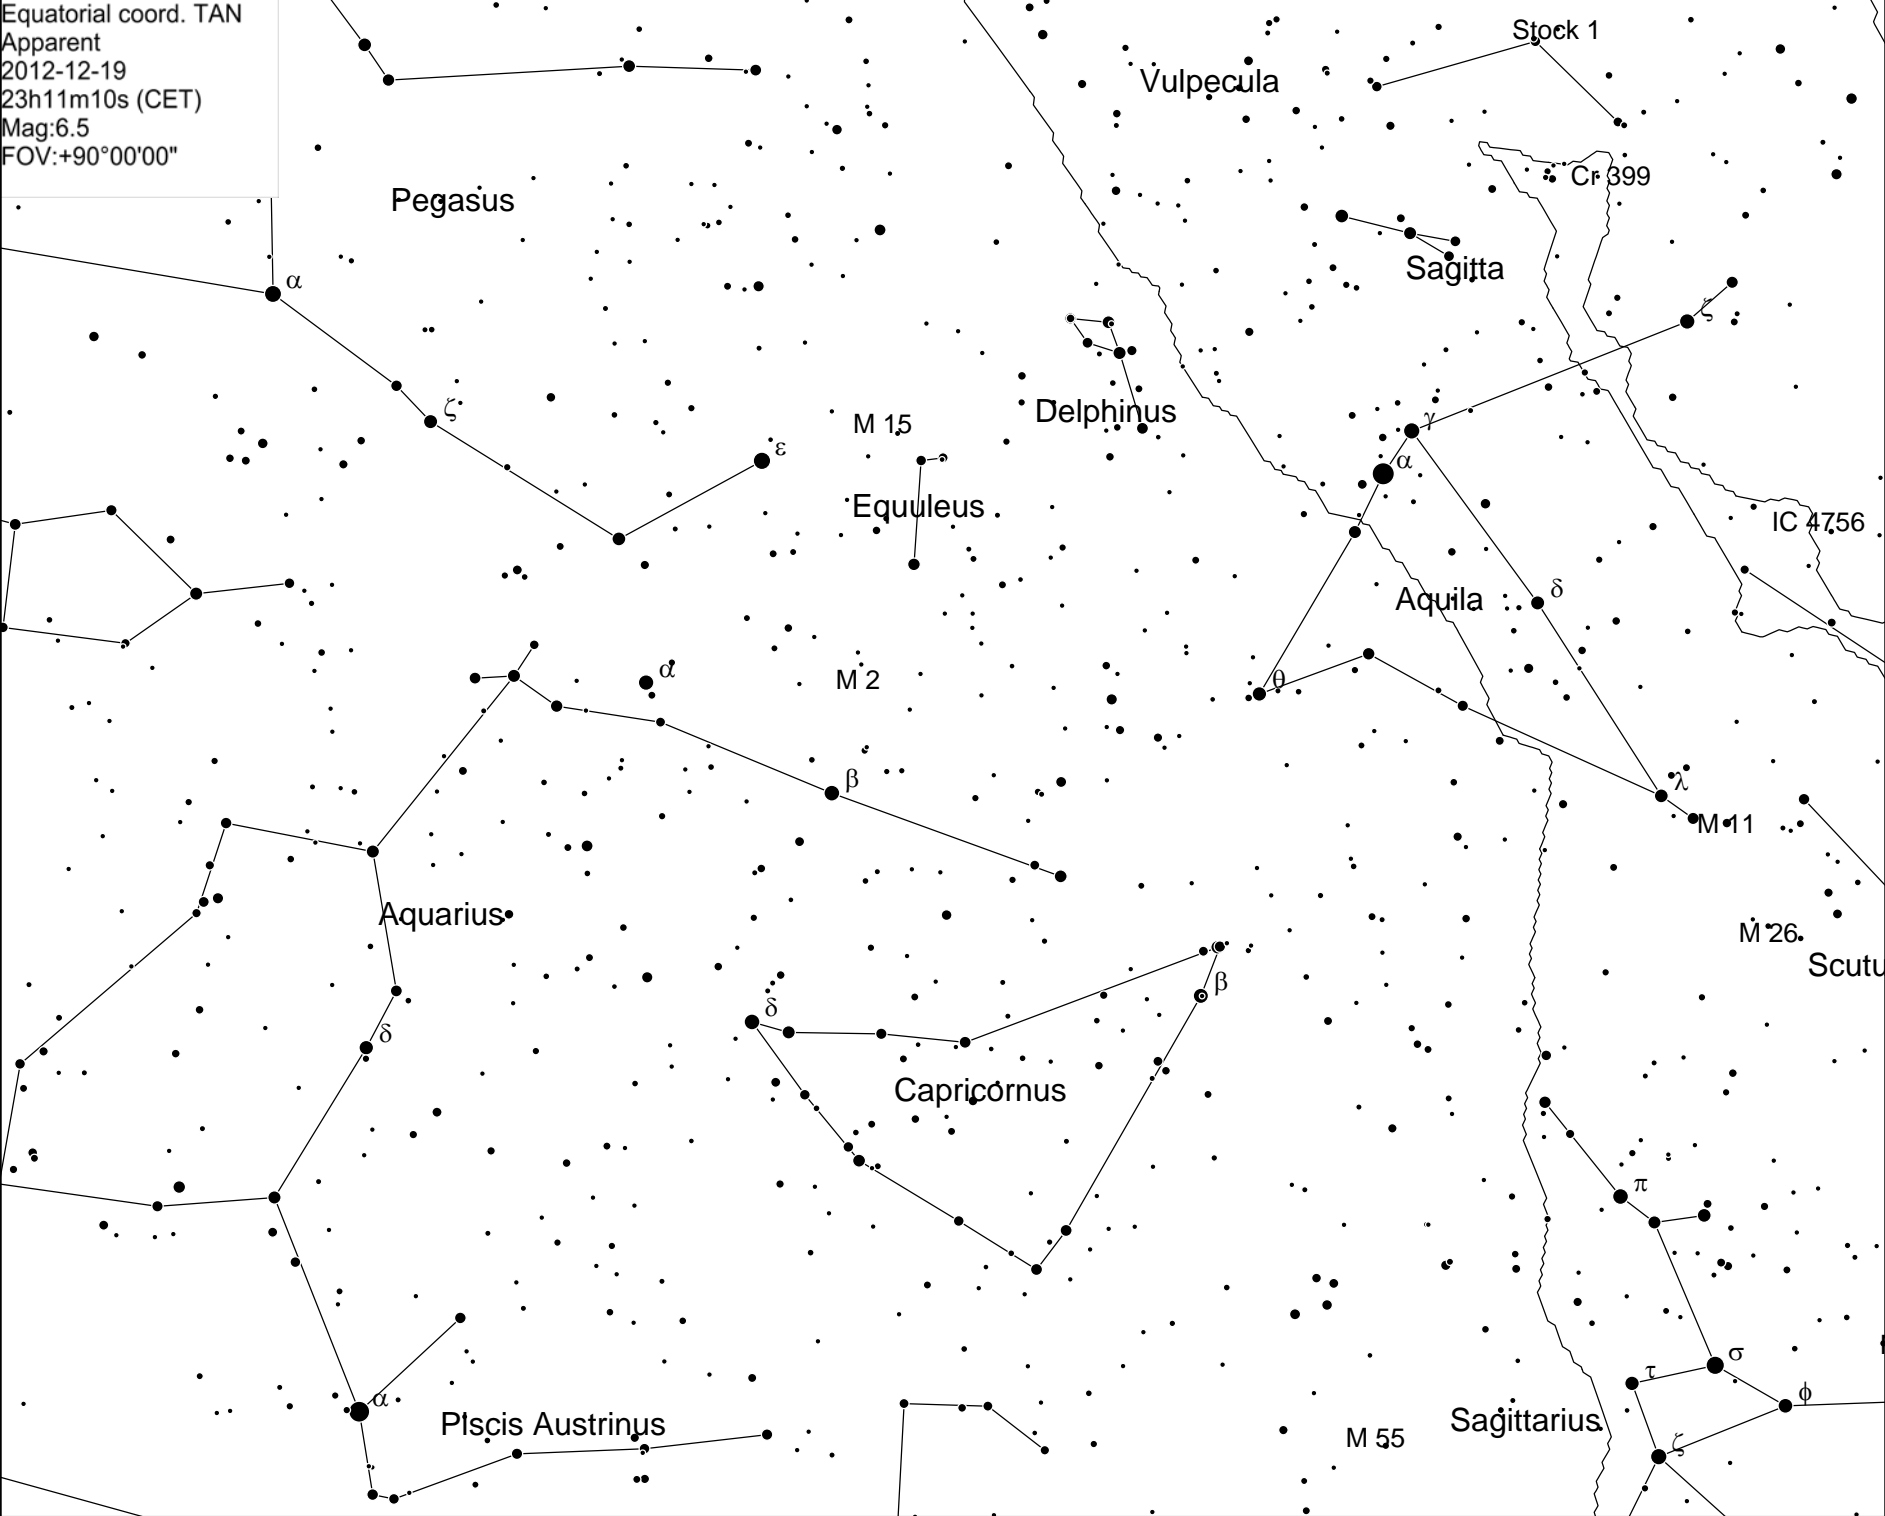 Equatorial coord. TAN
Apparent
2012-12-19
23h11m10s (CET)
Mag:6.5
FOV:+90°00'00"
Stock 1
Vulpecula
Cr 399
Pegasus
Sagitta
α
ζ
ζ
Delphinus
γ
M 15
ε
α
Equuleus
IC 4756
δ
Aquila
α
M 2
θ
β
λ
M 11
Aquarius
M 26
Scutu
β
δ
δ
Capricornus
π
σ
τ
φ
α
Piscis Austrinus
Sagittarius
M 55
ζ